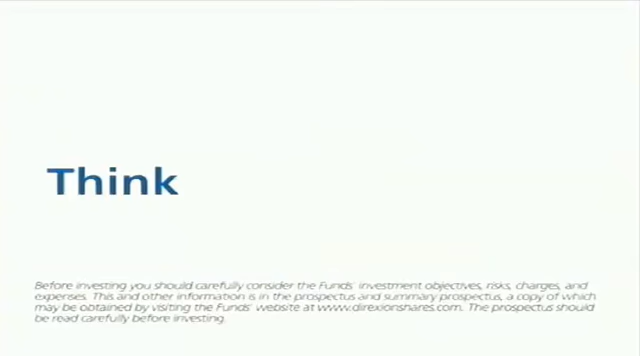 Think
Before investing you should carefully consider the Funds' investment objectives, risks, charges, and
expenses. This and other information is in the prospectus and summary prospectus, a copy of which
may be obtained by visiting the Funds' website at www.direxionshares.com. The prospectus should
be read carefully before investing.